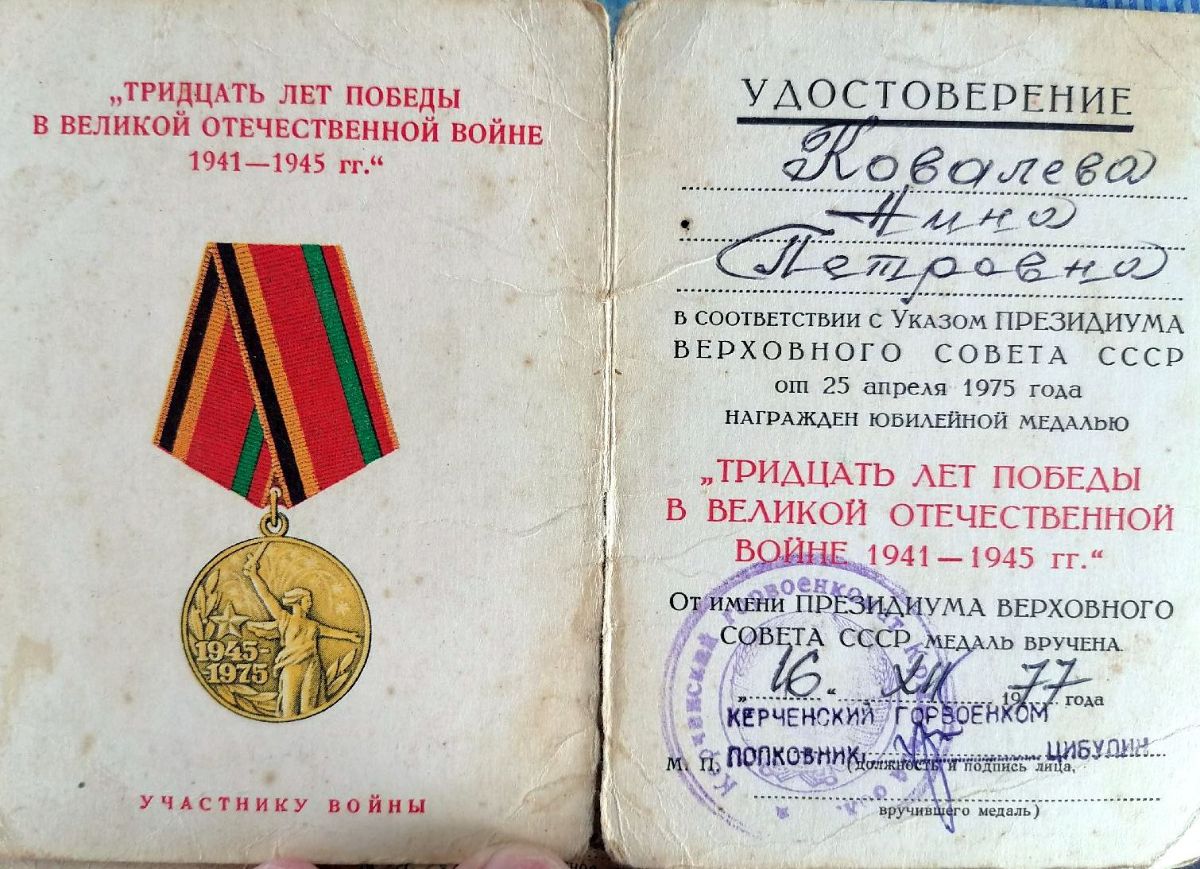 „ТРИДЦАТЬ ЛЕТ ПОБЕДЫ
В ВЕЛИКОЙ ОТЕЧЕСТВЕННОЙ ВОЙНЕ
1941—1945 гг.“
1945-
1975
УЧАСТНИКУ ВОЙНЫ
УДОСТОВЕРЕНИЕ
Ковалева
Нина
Петровна
В СООТВЕТСТВИИ С УКАЗОМ ПРЕЗИДИУМА
ВЕРХОВНОГО СОВЕТА СССР
от 25 апреля 1975 года
НАГРАЖДЕН ЮБИЛЕЙНОЙ МЕДАЛЬЮ
„ТРИДЦАТЬ ЛЕТ ПОБЕДЫ
В ВЕЛИКОЙ ОТЕЧЕСТВЕННОЙ
ВОЙНЕ 1941—1945 гг.“
ОТ ИМЕНИ ПРЕЗИДИУМА ВЕРХОВНОГО
СОВЕТА СССР МЕДАЛЬ ВРУЧЕНА
„16“ XII 1977 года
КЕРЧЕНСКИЙ ГОРВОЕНКОМ
ПОЛКОВНИК ЦИБУЛИН
М. П. (должность и подпись лица,
вручившего медаль)
Керченский горвоенкомат